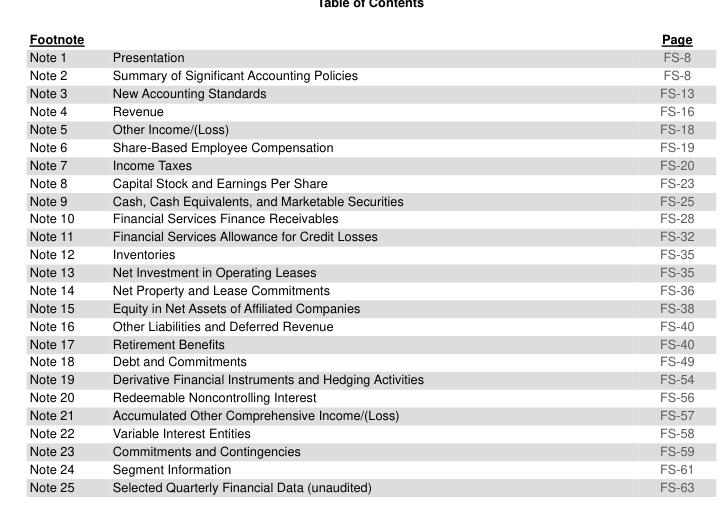 Table of Contents
Footnote Page
Note 1 Presentation FS-8
Note 2 Summary of Significant Accounting Policies FS-8
Note 3 New Accounting Standards FS-13
Note 4 Revenue FS-16
Note 5 Other Income/(Loss) FS-18
Note 6 Share-Based Employee Compensation FS-19
Note 7 Income Taxes FS-20
Note 8 Capital Stock and Earnings Per Share FS-23
Note 9 Cash, Cash Equivalents, and Marketable Securities FS-25
Note 10 Financial Services Finance Receivables FS-28
Note 11 Financial Services Allowance for Credit Losses FS-32
Note 12 Inventories FS-35
Note 13 Net Investment in Operating Leases FS-35
Note 14 Net Property and Lease Commitments FS-36
Note 15 Equity in Net Assets of Affiliated Companies FS-38
Note 16 Other Liabilities and Deferred Revenue FS-40
Note 17 Retirement Benefits FS-40
Note 18 Debt and Commitments FS-49
Note 19 Derivative Financial Instruments and Hedging Activities FS-54
Note 20 Redeemable Noncontrolling Interest FS-56
Note 21 Accumulated Other Comprehensive Income/(Loss) FS-57
Note 22 Variable Interest Entities FS-58
Note 23 Commitments and Contingencies FS-59
Note 24 Segment Information FS-61
Note 25 Selected Quarterly Financial Data (unaudited) FS-63